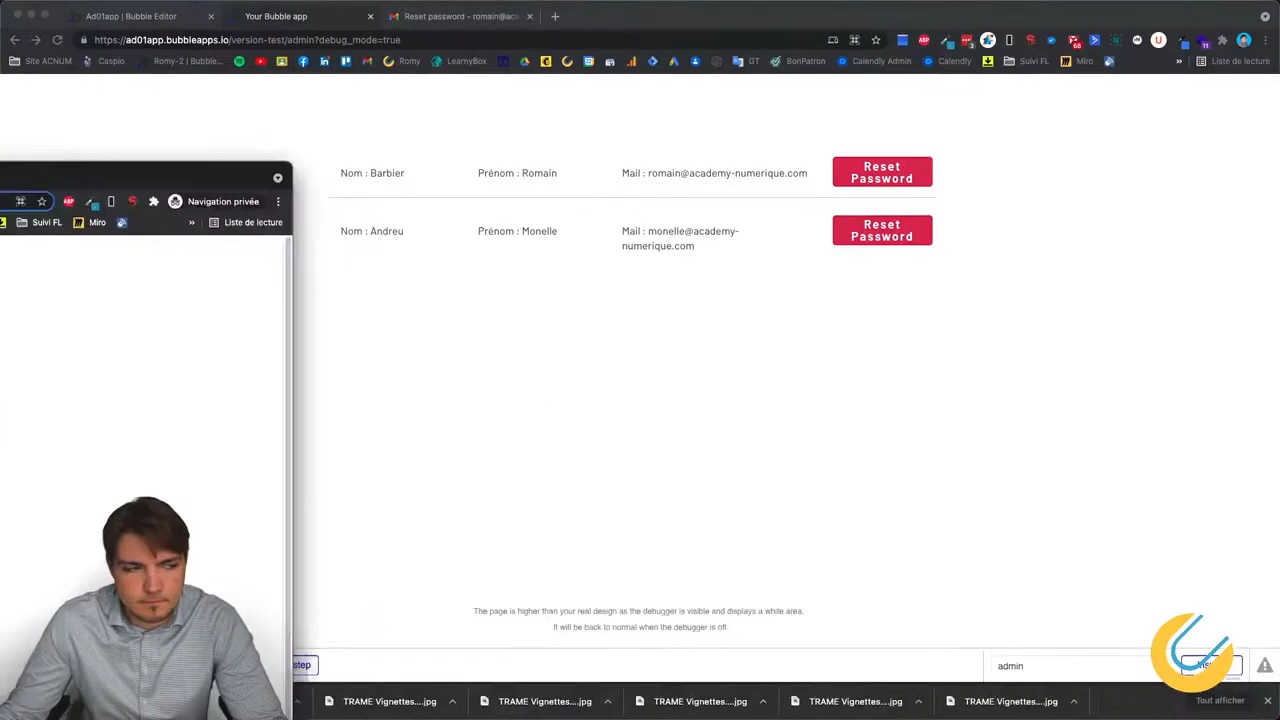 Ad01app | Bubble Editor
Your Bubble app
Reset password - romain@ac
https://ad01app.bubbleapps.io/version-test/admin?debug_mode=true
68
3
11
Site ACNUM
Caspio
Romy-2 | Bubble...
Romy
LearnyBox
GT
BonPatron
Calendly Admin
Calendly
Suivi FL
Miro
»
Liste de lecture
Nom : Barbier
Prénom : Romain
Mail : romain@academy-numerique.com
Reset
Password
Navigation privée
Suivi FL
Miro
»
Liste de lecture
Nom : Andreu
Prénom : Monelle
Mail : monelle@academy-
numerique.com
Reset
Password
The page is higher than your real design as the debugger is visible and displays a white area.
It will be back to normal when the debugger is off.
step
admin
TRAME Vignettes....jpg
TRAME Vignettes....jpg
TRAME Vignettes....jpg
TRAME Vignettes....jpg
TRAME Vignettes....jpg
Tout afficher